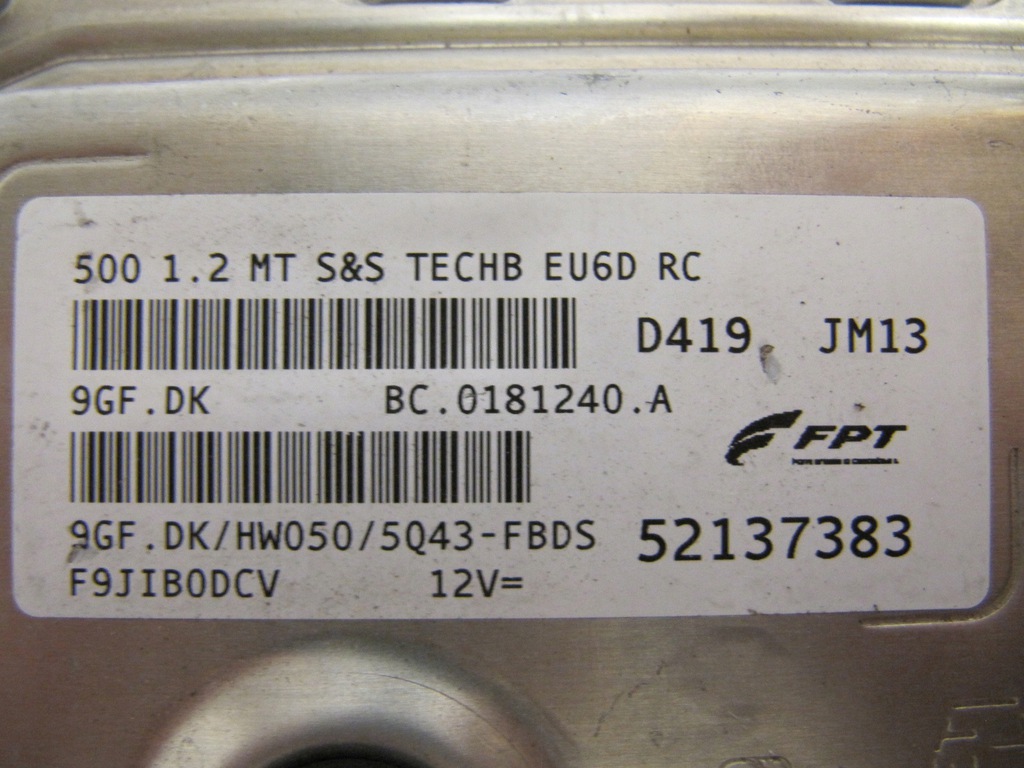 500 1.2 MT S&S TECHB EU6D RC
D419 JM13
9GF.DK BC.0181240.A
FPT
9GF.DK/HW050/5Q43-FBDS 52137383
F9JIB0DCV 12V=